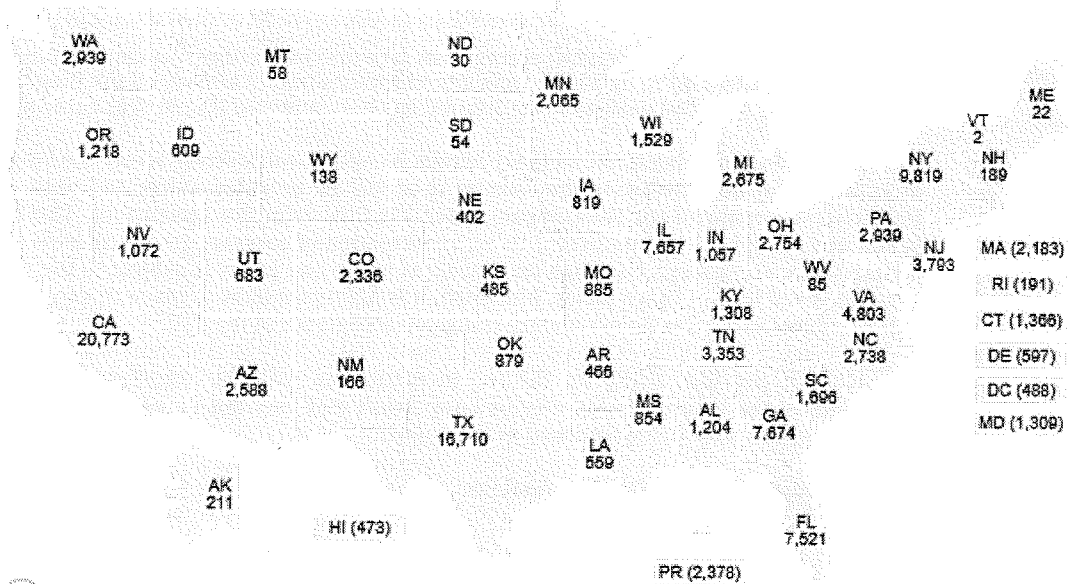 WA
2,939
MT
58
ND
30
MN
2,065
ME
22
VT
2
OR
1,218
ID
609
SD
54
WI
1,529
WY
138
MI
2,675
NY
9,819
NH
189
NE
402
IA
819
NV
1,072
UT
683
CO
2,336
KS
485
MO
885
IL
7,657
IN
1,057
OH
2,754
PA
2,939
NJ
3,793
MA (2,183)
WV
85
RI (191)
KY
1,308
VA
4,803
CT (1,366)
CA
20,773
OK
879
AR
466
TN
3,353
NC
2,738
DE (597)
AZ
2,588
NM
166
SC
1,696
DC (488)
TX
16,710
MS
854
AL
1,204
GA
7,674
MD (1,309)
LA
559
AK
211
HI (473)
FL
7,521
PR (2,378)